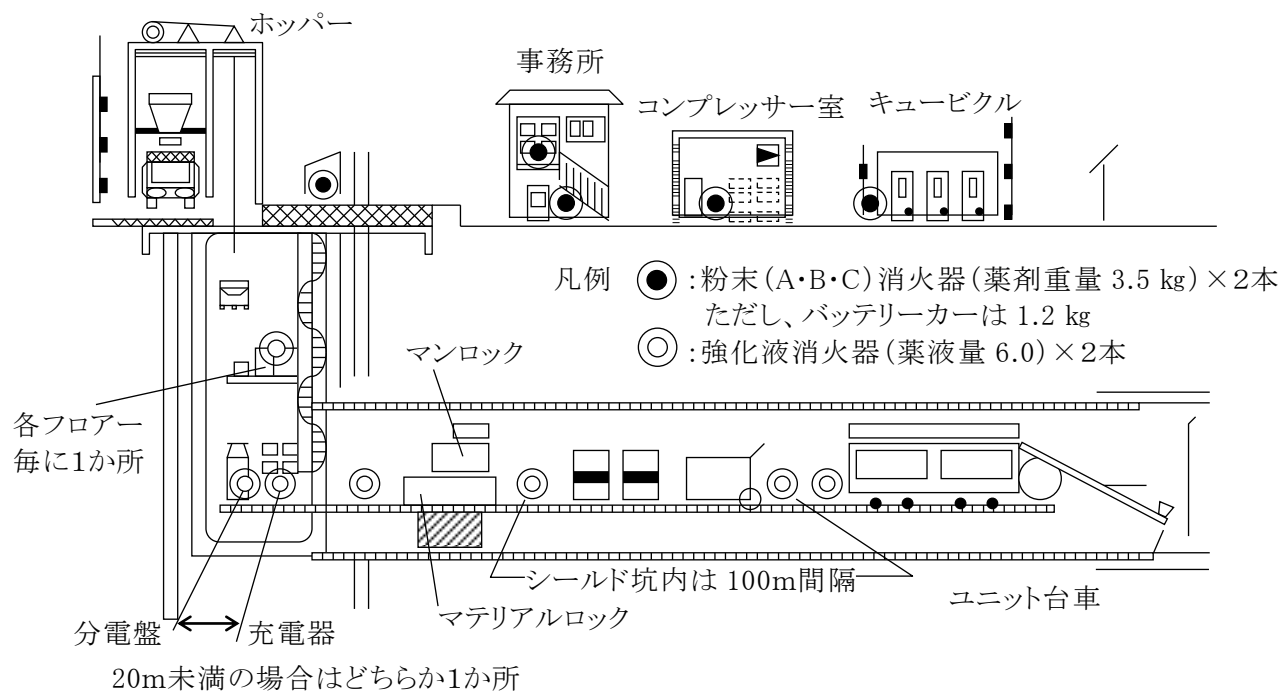 ホッパー
事務所
コンプレッサー室
キュービクル
凡例
:粉末(A・B・C)消火器(薬剤重量 3.5 ㎏)×2本
ただし、バッテリーカーは 1.2 ㎏
:強化液消火器(薬液量 6.0)×2本
マンロック
各フロアー
毎に1か所
シールド坑内は 100m間隔
ユニット台車
マテリアルロック
分電盤
充電器
20m未満の場合はどちらか1か所